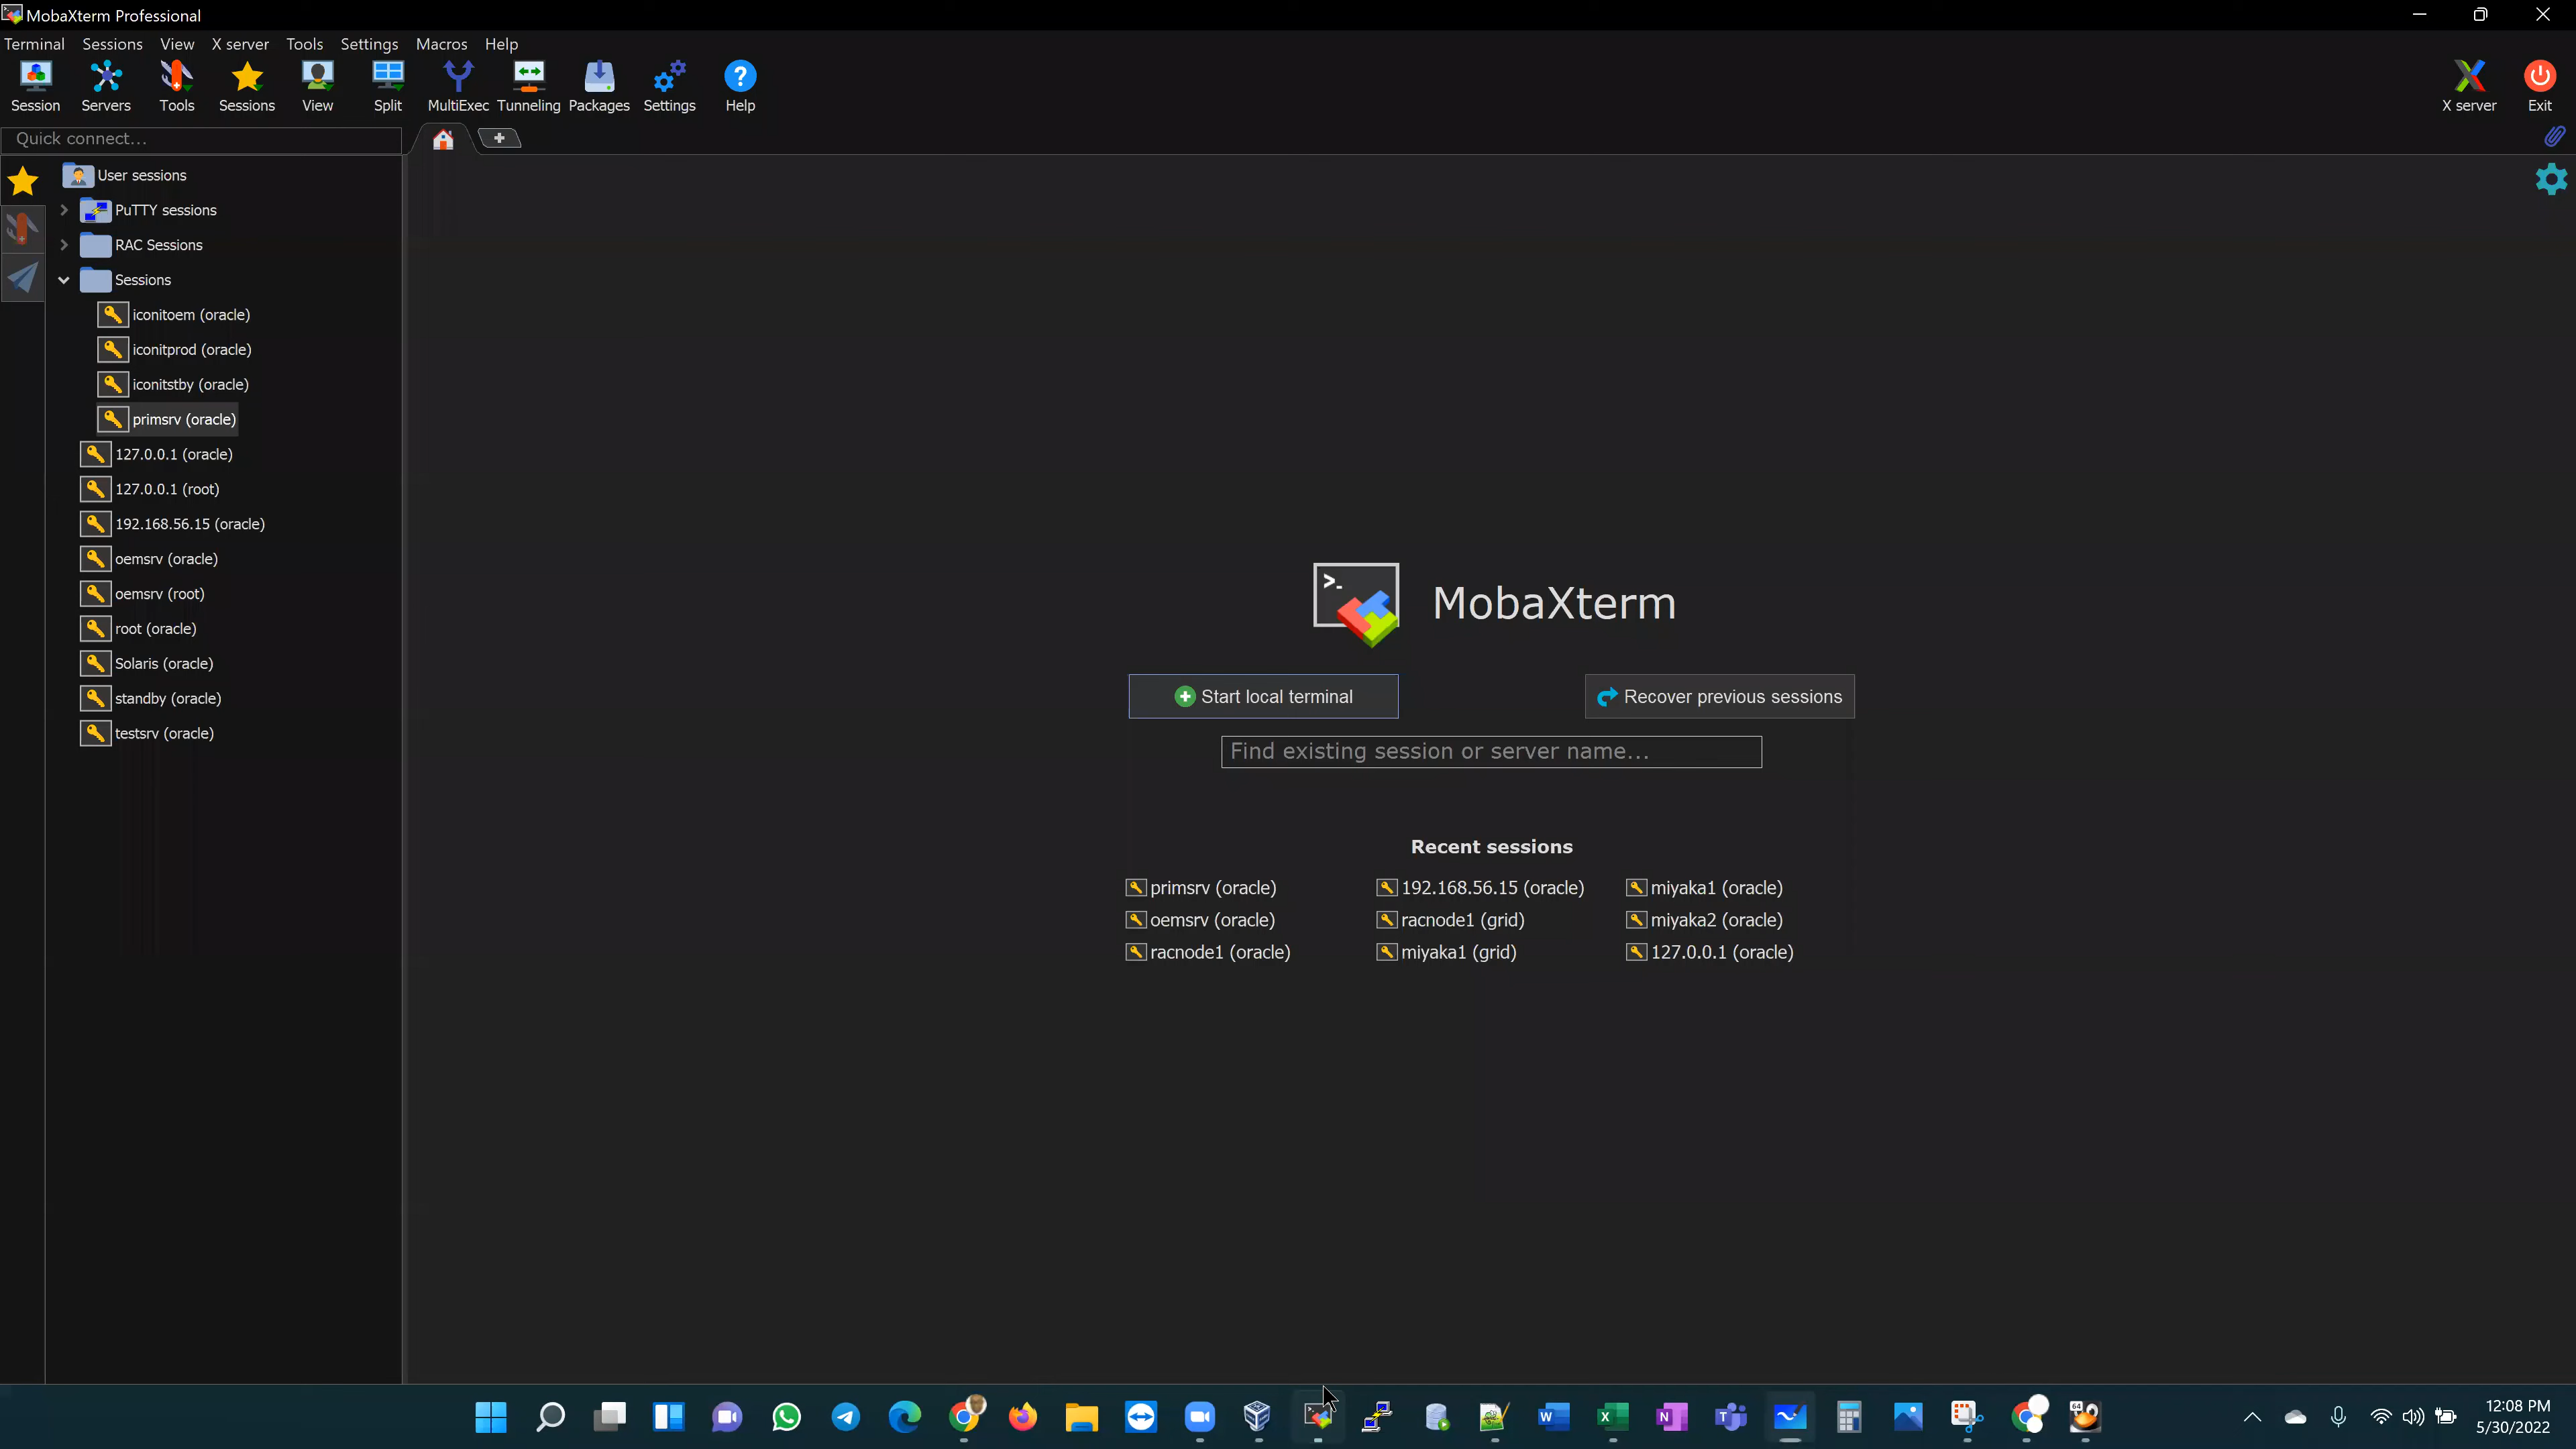 MobaXterm Professional
Terminal Sessions View X server Tools Settings Macros Help
Session Servers Tools Sessions View Split MultiExec Tunneling Packages Settings Help X server Exit
Quick connect...
User sessions
PuTTY sessions
RAC Sessions
Sessions
iconitoem (oracle)
iconitprod (oracle)
iconitstby (oracle)
primsrv (oracle)
127.0.0.1 (oracle)
127.0.0.1 (root)
192.168.56.15 (oracle)
oemsrv (oracle)
oemsrv (root)
root (oracle)
Solaris (oracle)
standby (oracle)
testsrv (oracle)
>_ MobaXterm
Start local terminal Recover previous sessions
Find existing session or server name...
Recent sessions
primsrv (oracle) 192.168.56.15 (oracle) miyaka1 (oracle)
oemsrv (oracle) racnode1 (grid) miyaka2 (oracle)
racnode1 (oracle) miyaka1 (grid) 127.0.0.1 (oracle)
12:08 PM
5/30/2022